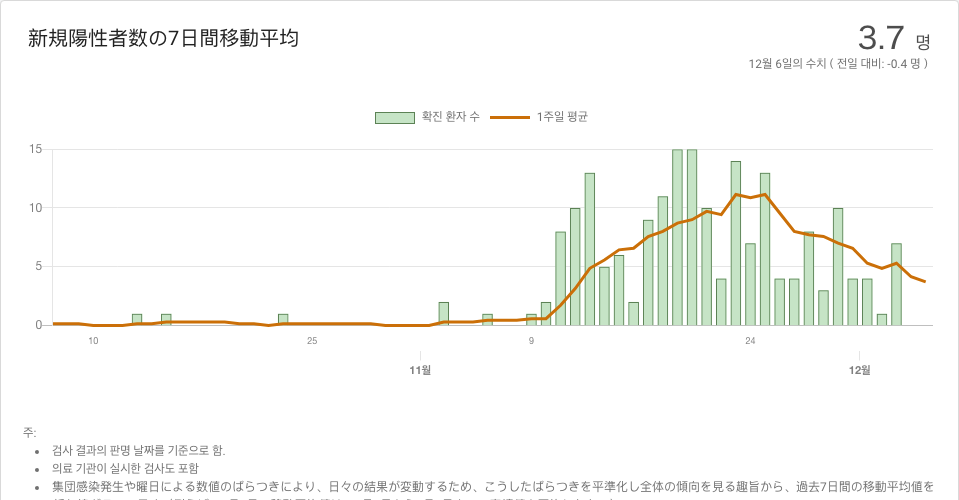 新規陽性者数の7日間移動平均
3.7 名
12월 6일의 수치 ( 전일 대비: -0.4 명 )
확진 환자 수
1주일 평균
15
10
5
0
10
25
9
24
11월
12월
주:
검사 결과의 판명 날짜를 기준으로 함.
의료 기관이 실시한 검사도 포함
集団感染発生や曜日による数値のばらつきにより、日々の結果が変動するため、こうしたばらつきを平準化し全体の傾向を見る趣旨から、過去7日間の移動平均値を